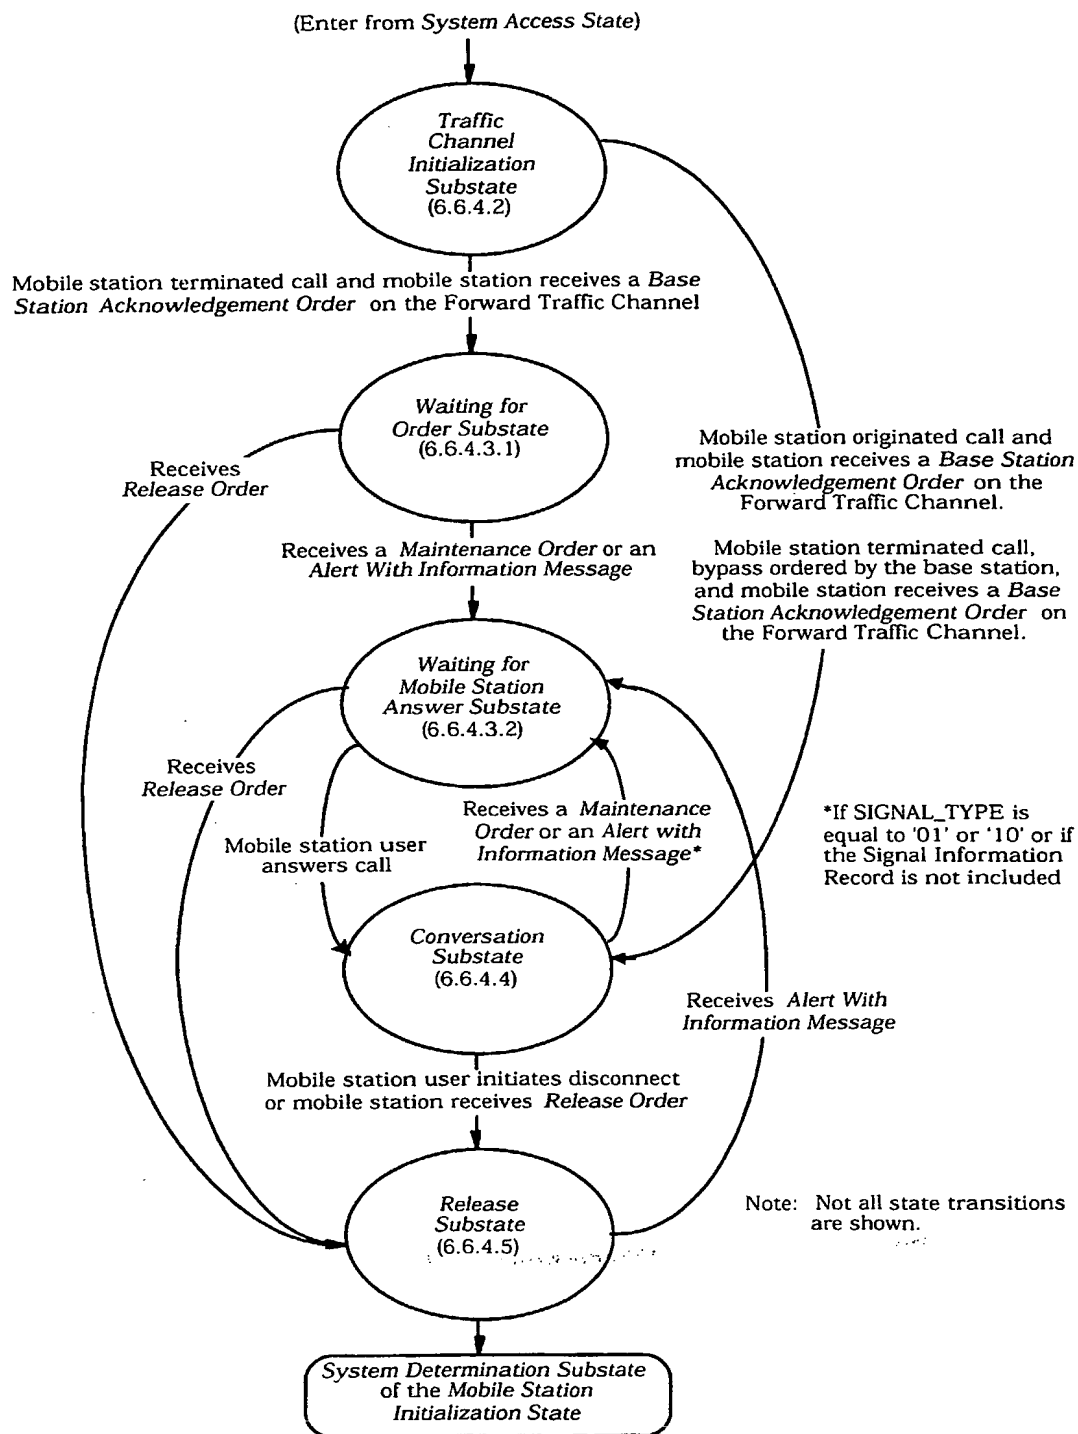 (Enter from System Access State)
Traffic
Channel
Initialization
Substate
(6.6.4.2)
Mobile station terminated call and mobile station receives a Base
Station Acknowledgement Order on the Forward Traffic Channel
Waiting for
Order Substate
(6.6.4.3.1)
Receives
Release Order
Mobile station originated call and
mobile station receives a Base Station
Acknowledgement Order on the
Forward Traffic Channel.
Receives a Maintenance Order or an
Alert With Information Message
Mobile station terminated call,
bypass ordered by the base station,
and mobile station receives a Base
Station Acknowledgement Order on
the Forward Traffic Channel.
Waiting for
Mobile Station
Answer Substate
(6.6.4.3.2)
Receives
Release Order
Mobile station user
answers call
Receives a Maintenance
Order or an Alert with
Information Message*
*If SIGNAL_TYPE is
equal to '01' or '10' or if
the Signal Information
Record is not included
Conversation
Substate
(6.6.4.4)
Receives Alert With
Information Message
Mobile station user initiates disconnect
or mobile station receives Release Order
Release
Substate
(6.6.4.5)
Note: Not all state transitions
are shown.
System Determination Substate
of the Mobile Station
Initialization State